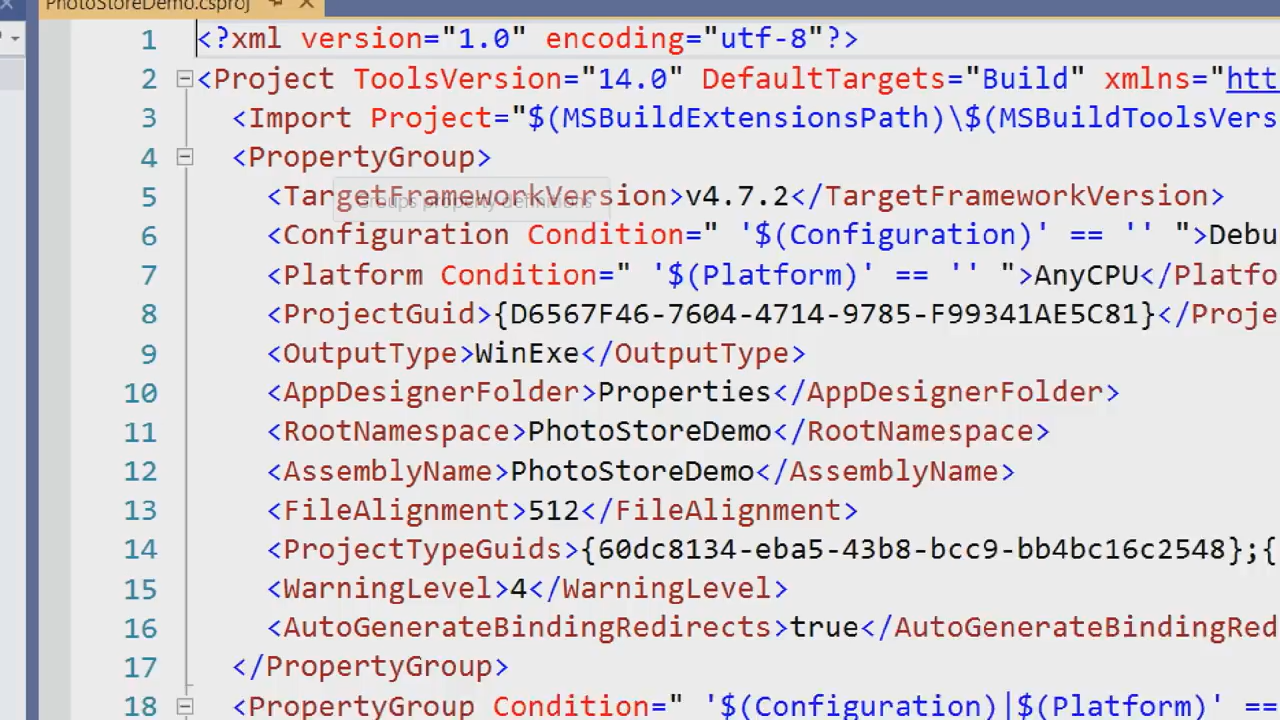 PhotoStoreDemo.csproj
1 <?xml version="1.0" encoding="utf-8"?>
2 <Project ToolsVersion="14.0" DefaultTargets="Build" xmlns="htt
3 <Import Project="$(MSBuildExtensionsPath)\$(MSBuildToolsVers
4 <PropertyGroup>
5 <TargetFrameworkVersion>v4.7.2</TargetFrameworkVersion>
Groups property definitions
6 <Configuration Condition=" '$(Configuration)' == '' ">Debu
7 <Platform Condition=" '$(Platform)' == '' ">AnyCPU</Platfo
8 <ProjectGuid>{D6567F46-7604-4714-9785-F99341AE5C81}</Proje
9 <OutputType>WinExe</OutputType>
10 <AppDesignerFolder>Properties</AppDesignerFolder>
11 <RootNamespace>PhotoStoreDemo</RootNamespace>
12 <AssemblyName>PhotoStoreDemo</AssemblyName>
13 <FileAlignment>512</FileAlignment>
14 <ProjectTypeGuids>{60dc8134-eba5-43b8-bcc9-bb4bc16c2548};{
15 <WarningLevel>4</WarningLevel>
16 <AutoGenerateBindingRedirects>true</AutoGenerateBindingRed
17 </PropertyGroup>
18 <PropertyGroup Condition=" '$(Configuration)|$(Platform)' ==